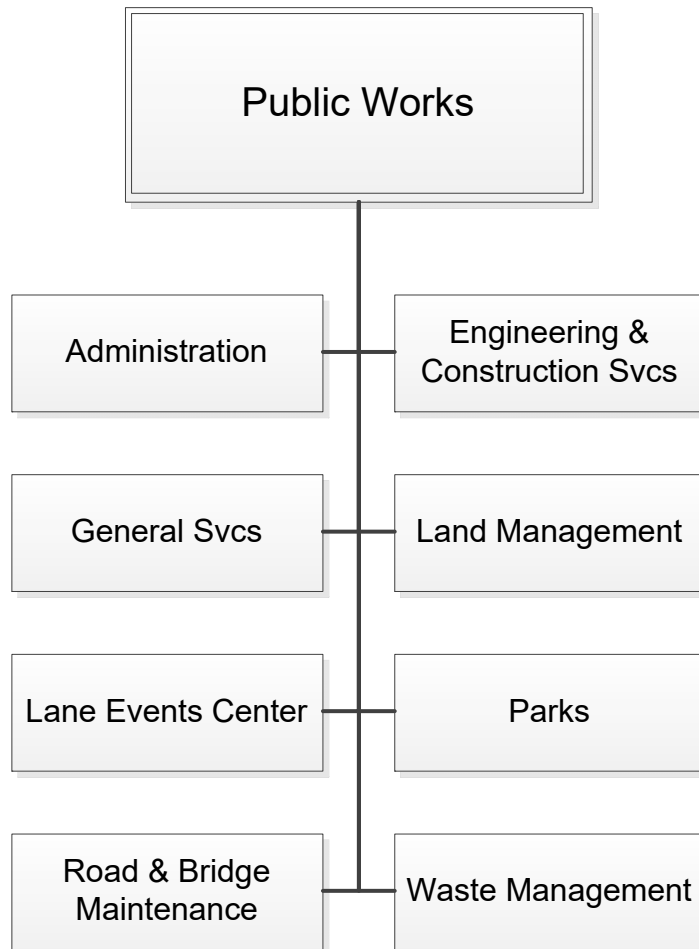 Public Works
Administration
Engineering &
Construction Svcs
General Svcs
Land Management
Lane Events Center
Parks
Road & Bridge
Maintenance
Waste Management